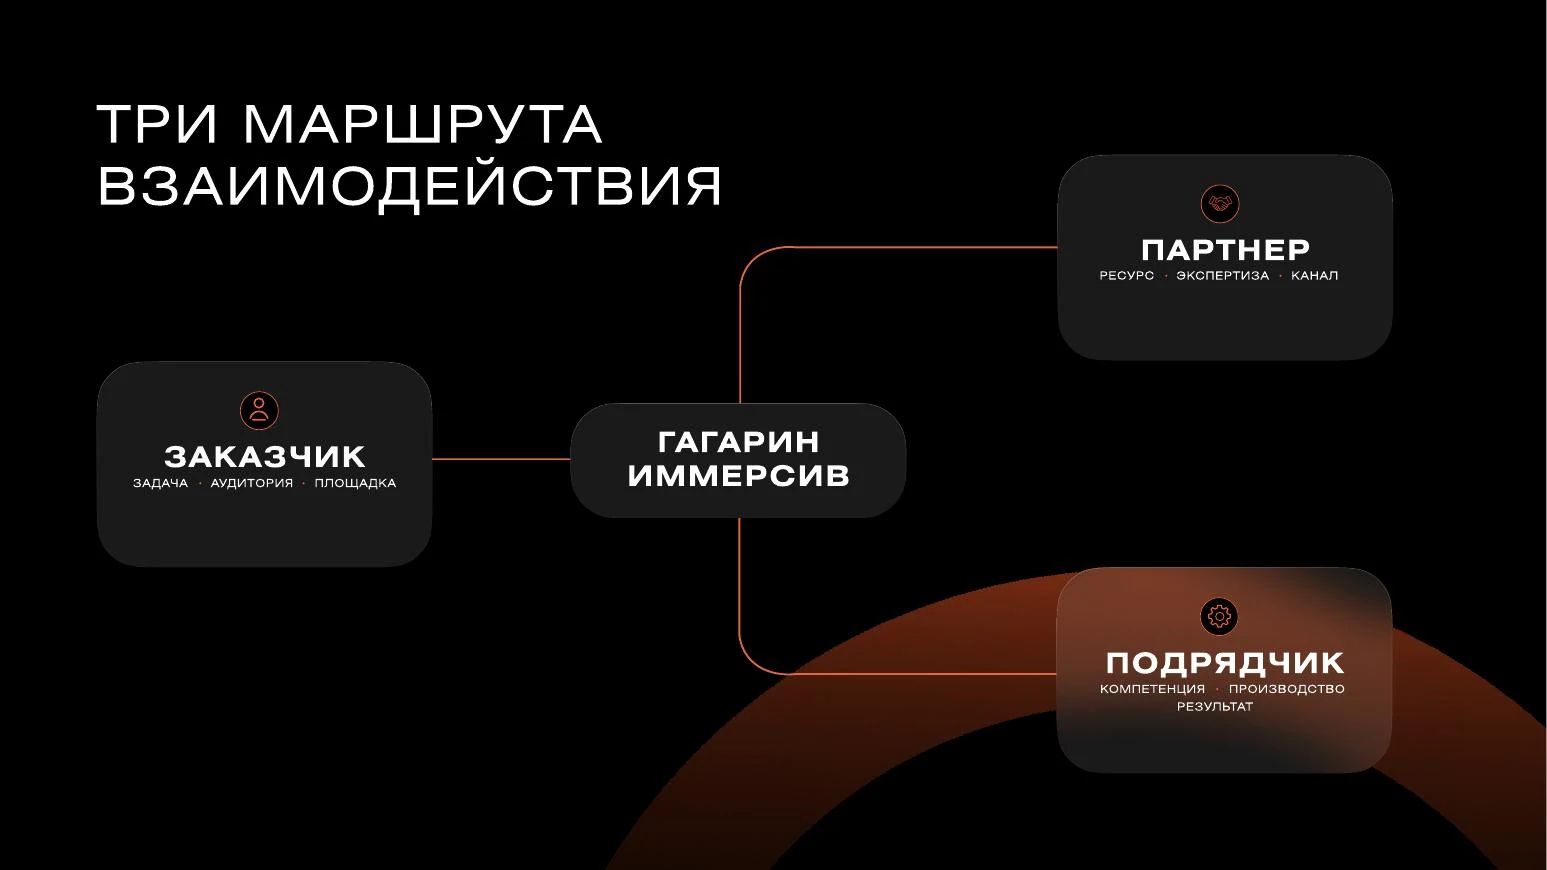 ТРИ МАРШРУТА
ВЗАИМОДЕЙСТВИЯ
ПАРТНЕР
РЕСУРС · ЭКСПЕРТИЗА · КАНАЛ
ЗАКАЗЧИК
ЗАДАЧА · АУДИТОРИЯ · ПЛОЩАДКА
ГАГАРИН
ИММЕРСИВ
ПОДРЯДЧИК
КОМПЕТЕНЦИЯ · ПРОИЗВОДСТВО
РЕЗУЛЬТАТ